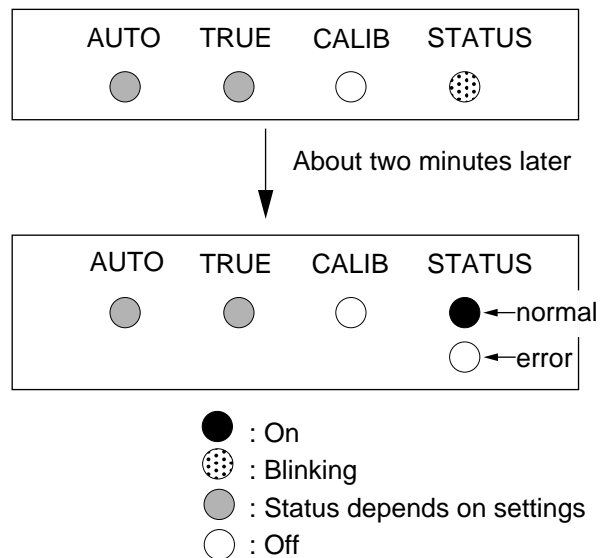 AUTO TRUE CALIB STATUS
About two minutes later
AUTO TRUE CALIB STATUS
normal
error
: On
: Blinking
: Status depends on settings
: Off